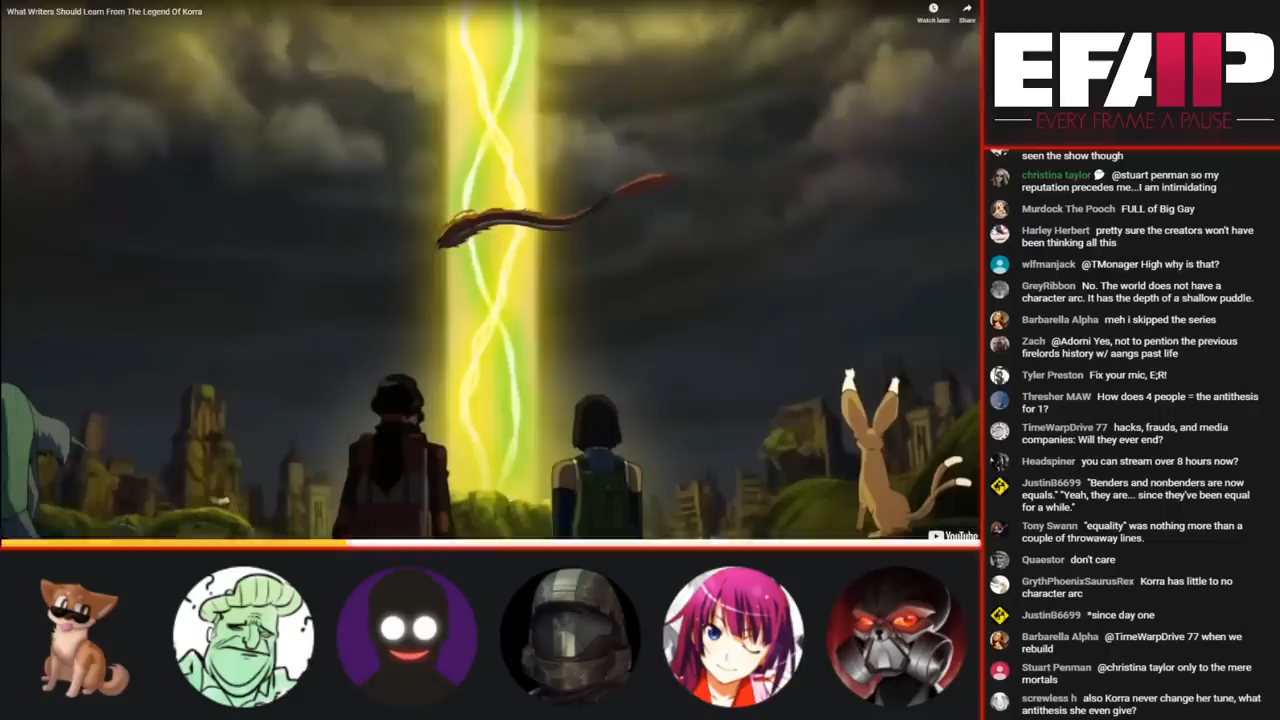 What Writers Should Learn From The Legend Of Korra
Watch later
Share
YouTube
EFAP
EVERY FRAME A PAUSE
seen the show though
christina taylor @stuart penman so my
reputation precedes me...I am intimidating
Murdock The Pooch FULL of Big Gay
Harley Herbert pretty sure the creators won't have
been thinking all this
wlfmanjack @TMonager High why is that?
GreyRibbon No. The world does not have a
character arc. It has the depth of a shallow puddle.
Barbarella Alpha meh i skipped the series
Zach @Adorni Yes, not to pention the previous
firelords history w/ aangs past life
Tyler Preston Fix your mic, E;R!
Thresher MAW How does 4 people = the antithesis
for 1?
TimeWarpDrive 77 hacks, frauds, and media
companies: Will they ever end?
Headspiner you can stream over 8 hours now?
JustinB6699 "Benders and nonbenders are now
equals." "Yeah, they are... since they've been equal
for a while."
Tony Swann "equality" was nothing more than a
couple of throwaway lines.
Quaestor don't care
GrythPhoenixSaurusRex Korra has little to no
character arc
JustinB6699 *since day one
Barbarella Alpha @TimeWarpDrive 77 when we
rebuild
Stuart Penman @christina taylor only to the mere
mortals
screwless h also Korra never change her tune, what
antithesis she even give?